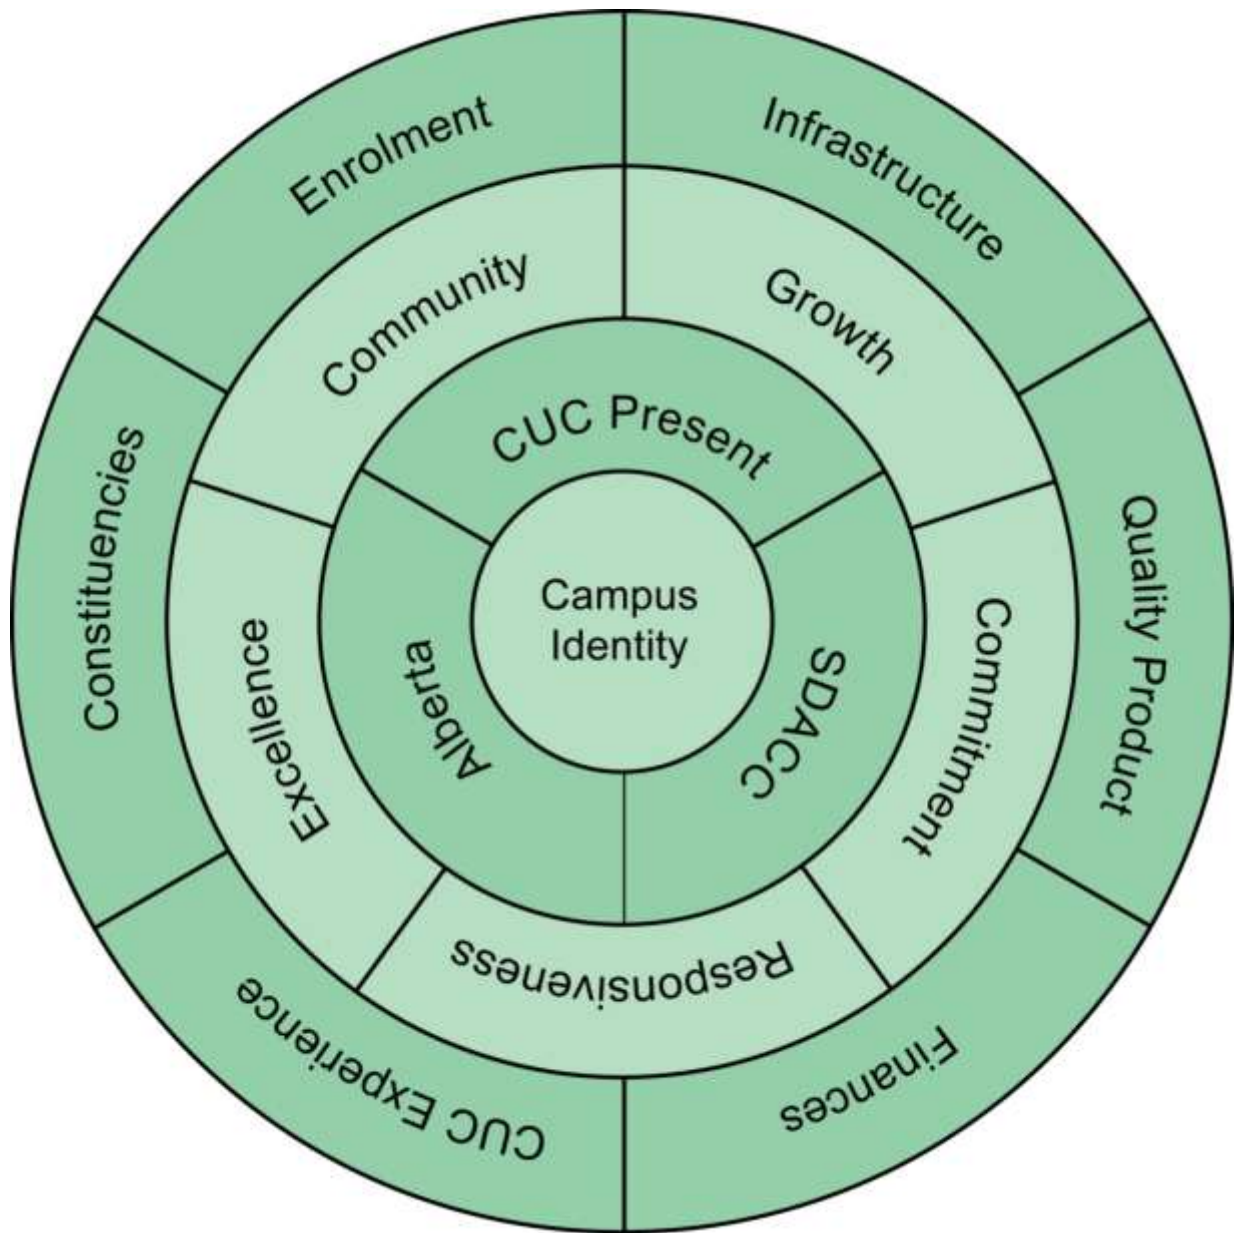 Enrolment
Infrastructure
Community
Growth
CUC Present
Constituencies
Quality Product
Campus
Identity
Excellence
Alberta
SDACC
Commitment
Responsiveness
CUC Experience
Finances